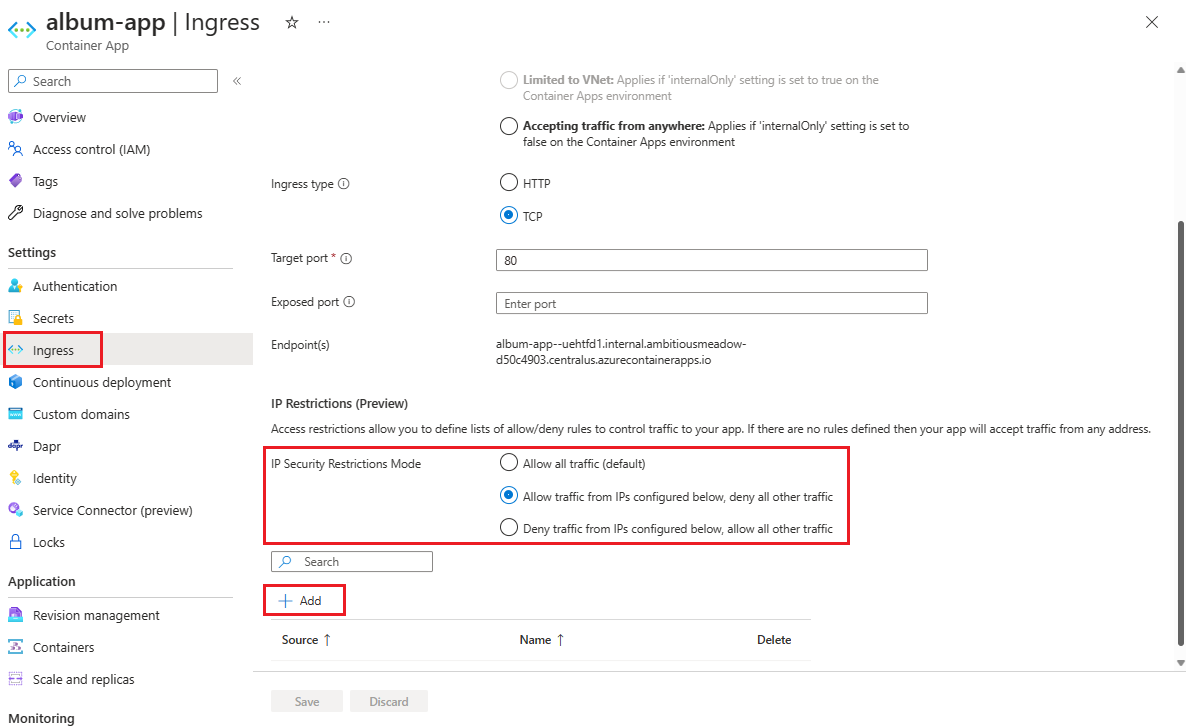 album-app | Ingress
Container App
Search
Overview
Access control (IAM)
Tags
Diagnose and solve problems
Settings
Authentication
Secrets
Ingress
Continuous deployment
Custom domains
Dapr
Identity
Service Connector (preview)
Locks
Application
Revision management
Containers
Scale and replicas
Monitoring
Limited to VNet: Applies if 'internalOnly' setting is set to true on the
Container Apps environment
Accepting traffic from anywhere: Applies if 'internalOnly' setting is set to
false on the Container Apps environment
Ingress type
HTTP
TCP
Target port *
80
Exposed port
Enter port
Endpoint(s)
album-app--uehtfd1.internal.ambitiousmeadow-
d50c4903.centralus.azurecontainerapps.io
IP Restrictions (Preview)
Access restrictions allow you to define lists of allow/deny rules to control traffic to your app. If there are no rules defined then your app will accept traffic from any address.
IP Security Restrictions Mode
Allow all traffic (default)
Allow traffic from IPs configured below, deny all other traffic
Deny traffic from IPs configured below, allow all other traffic
Search
+ Add
Source ↑ Name ↑ Delete
Save Discard